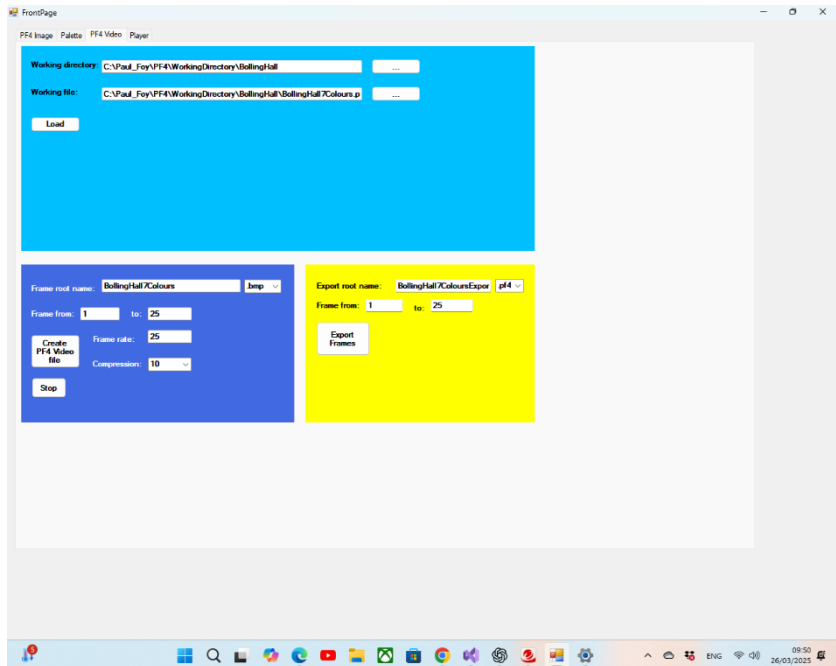 FrontPage
PF4 Image Palette PF4 Video Player
Working directory: C:\Paul_Foy\PF4\WorkingDirectory\BollingHall ...
Working file: C:\Paul_Foy\PF4\WorkingDirectory\BollingHall\BollingHall7Colours.p ...
Load
Frame root name: BollingHall7Colours .bmp
Frame from: 1 to: 25
Frame rate: 25
Create PF4 Video file
Compression: 10
Stop
Export root name: BollingHall7ColoursExpor .pf4
Frame from: 1 to: 25
Export Frames
5
ENG
09:50
26/03/2025